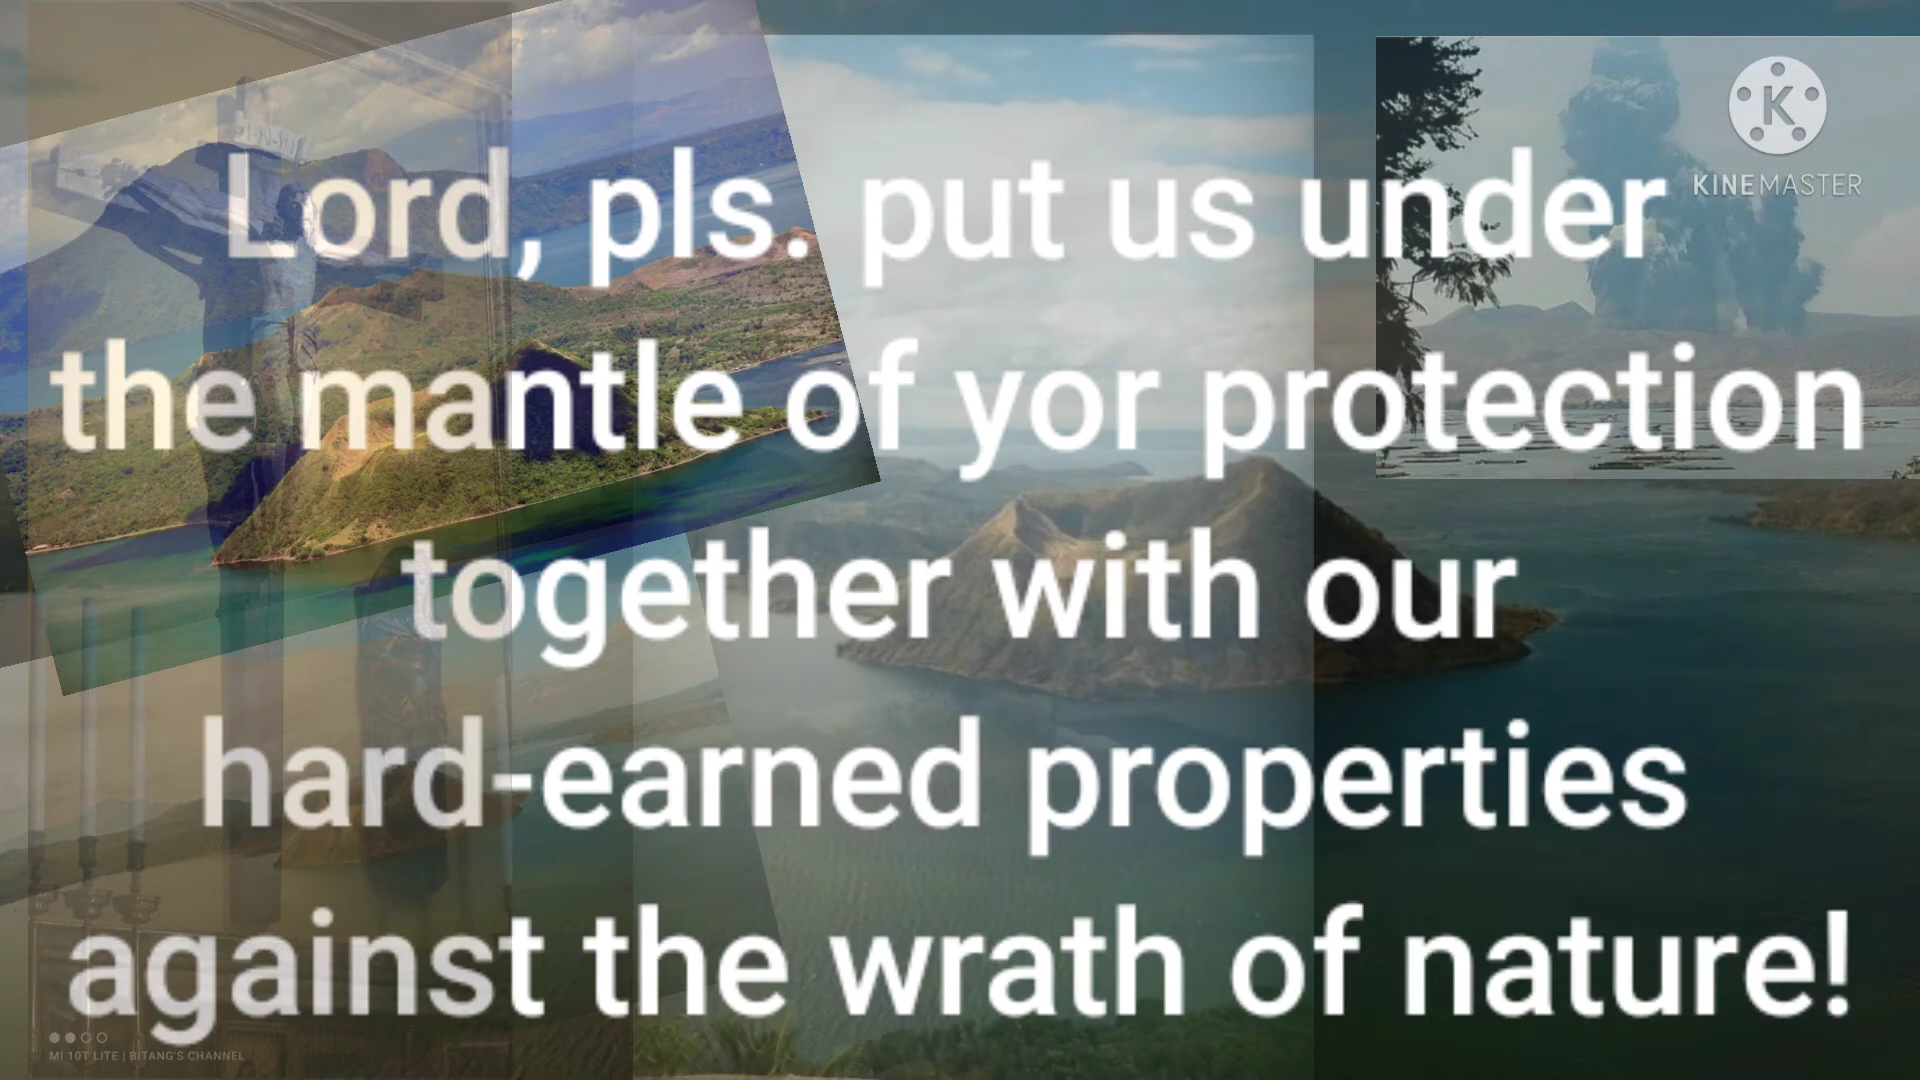 KINEMASTER
Lord, pls. put us under
the mantle of yor protection
together with our
hard-earned properties
against the wrath of nature!
MI 10T LITE | BITANG'S CHANNEL